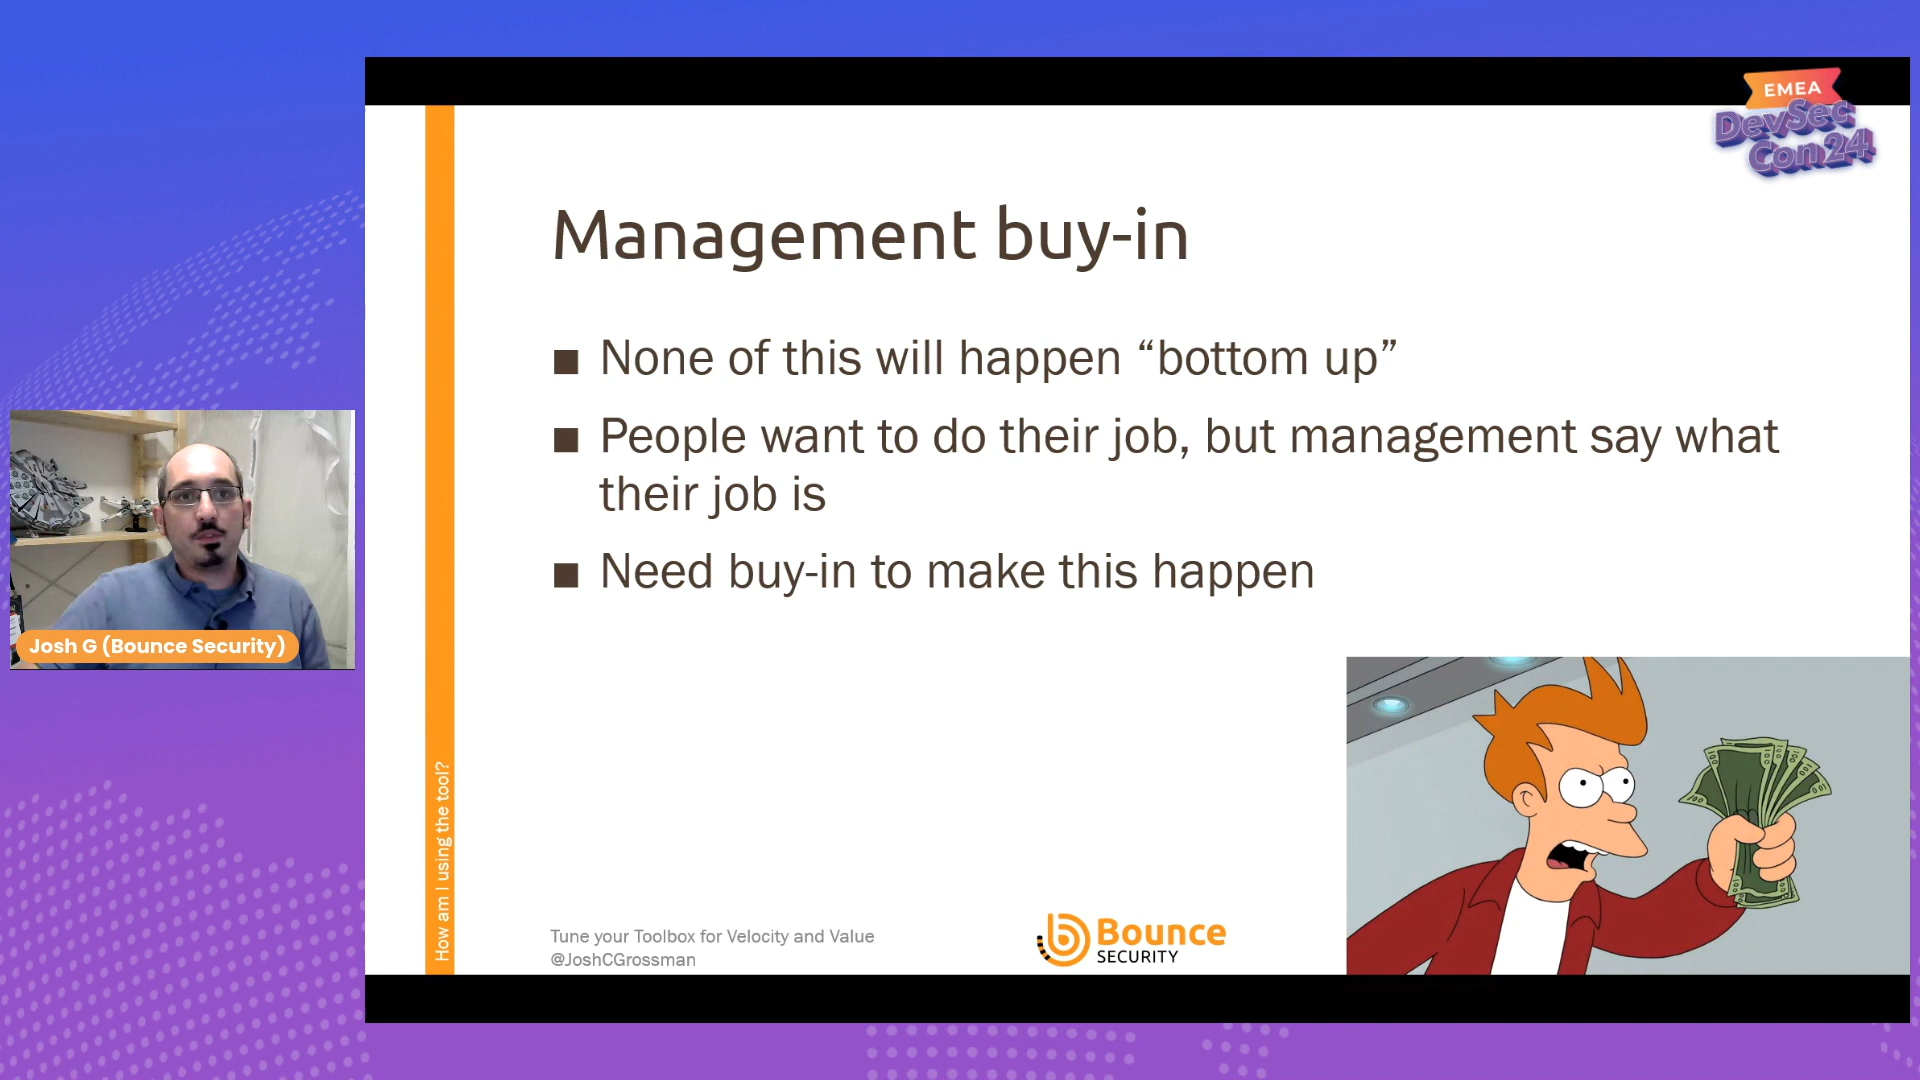 EMEA
DevSec
Con24
Management buy-in
■ None of this will happen “bottom up”
■ People want to do their job, but management say what
their job is
■ Need buy-in to make this happen
Josh G (Bounce Security)
How am I using the tool?
Tune your Toolbox for Velocity and Value
@JoshCGrossman
Bounce
SECURITY